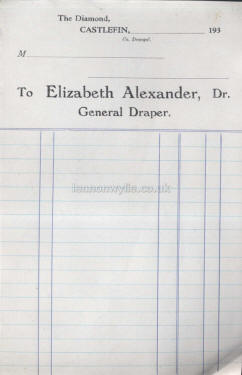 The Diamond,
CASTLEFIN, 193
Co. Donegal.
M
To Elizabeth Alexander, Dr.
General Draper.
lennonwylie.co.uk